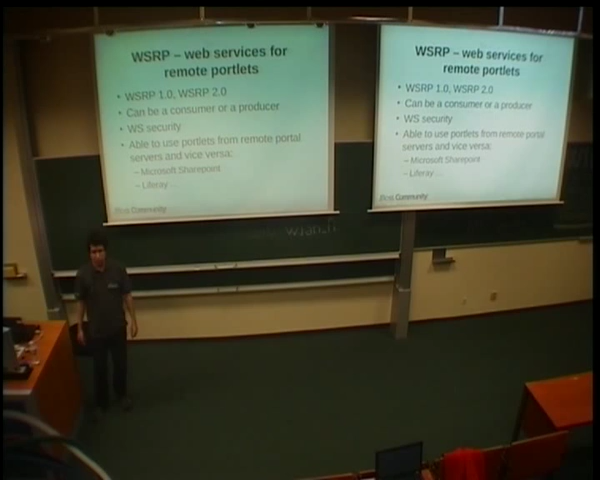 WSRP – web services for
remote portlets
• WSRP 1.0, WSRP 2.0
• Can be a consumer or a producer
• WS security
• Able to use portlets from remote portal
servers and vice versa:
– Microsoft Sharepoint
– Liferay ...
JBoss Community
WSRP – web services for
remote portlets
• WSRP 1.0, WSRP 2.0
• Can be a consumer or a producer
• WS security
• Able to use portlets from remote portal
servers and vice versa:
– Microsoft Sharepoint
– Liferay ...
JBoss Community